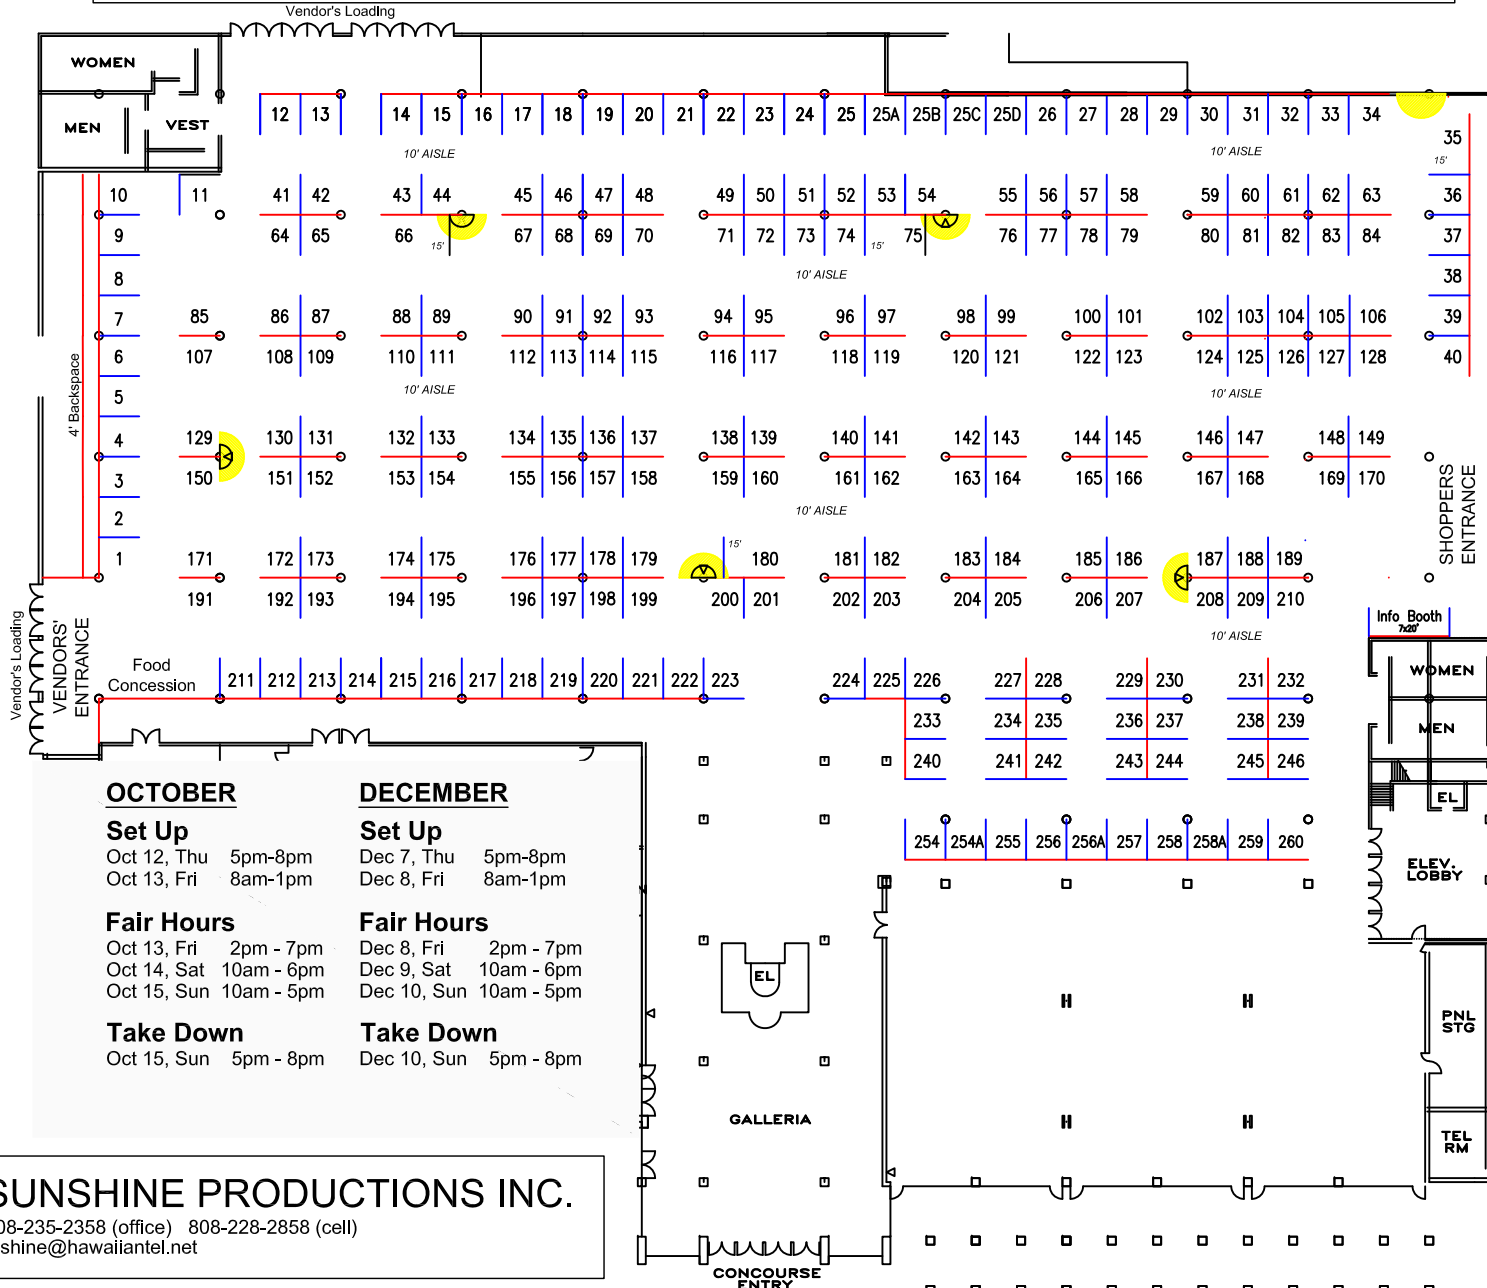 Vendor's Loading
WOMEN
MEN
VEST
12 13 14 15 16 17 18 19 20 21 22 23 24 25 25A 25B 25C 25D 26 27 28 29 30 31 32 33 34
35
10' AISLE 10' AISLE
15'
10 11 41 42 43 44 45 46 47 48 49 50 51 52 53 54 55 56 57 58 59 60 61 62 63 36
9 64 65 66 15' 67 68 69 70 71 72 73 74 15' 75 76 77 78 79 80 81 82 83 84 37
10' AISLE
8 38
7 85 86 87 88 89 90 91 92 93 94 95 96 97 98 99 100 101 102 103 104 105 106 39
6 107 108 109 110 111 112 113 114 115 116 117 118 119 120 121 122 123 124 125 126 127 128 40
10' AISLE 10' AISLE
5
4' Backspace
4 129 130 131 132 133 134 135 136 137 138 139 140 141 142 143 144 145 146 147 148 149
3 150 151 152 153 154 155 156 157 158 159 160 161 162 163 164 165 166 167 168 169 170
SHOPPERS
ENTRANCE
10' AISLE
2
15'
1 171 172 173 174 175 176 177 178 179 180 181 182 183 184 185 186 187 188 189
191 192 193 194 195 196 197 198 199 200 201 202 203 204 205 206 207 208 209 210
Vendor's Loading
VENDORS'
ENTRANCE
10' AISLE
Info Booth
7x20'
Food
Concession
211 212 213 214 215 216 217 218 219 220 221 222 223 224 225 226 227 228 229 230 231 232
WOMEN
233 234 235 236 237 238 239
MEN
240 241 242 243 244 245 246
EL
254 254A 255 256 256A 257 258 258A 259 260
ELEV.
LOBBY
OCTOBER
Set Up
Oct 12, Thu 5pm-8pm
Oct 13, Fri 8am-1pm
Fair Hours
Oct 13, Fri 2pm - 7pm
Oct 14, Sat 10am - 6pm
Oct 15, Sun 10am - 5pm
Take Down
Oct 15, Sun 5pm - 8pm
DECEMBER
Set Up
Dec 7, Thu 5pm-8pm
Dec 8, Fri 8am-1pm
Fair Hours
Dec 8, Fri 2pm - 7pm
Dec 9, Sat 10am - 6pm
Dec 10, Sun 10am - 5pm
Take Down
Dec 10, Sun 5pm - 8pm
EL
H H
PNL
STG
GALLERIA
H H
TEL
RM
SUNSHINE PRODUCTIONS INC.
08-235-2358 (office) 808-228-2858 (cell)
shine@hawaiiantel.net
CONCOURSE
ENTRY